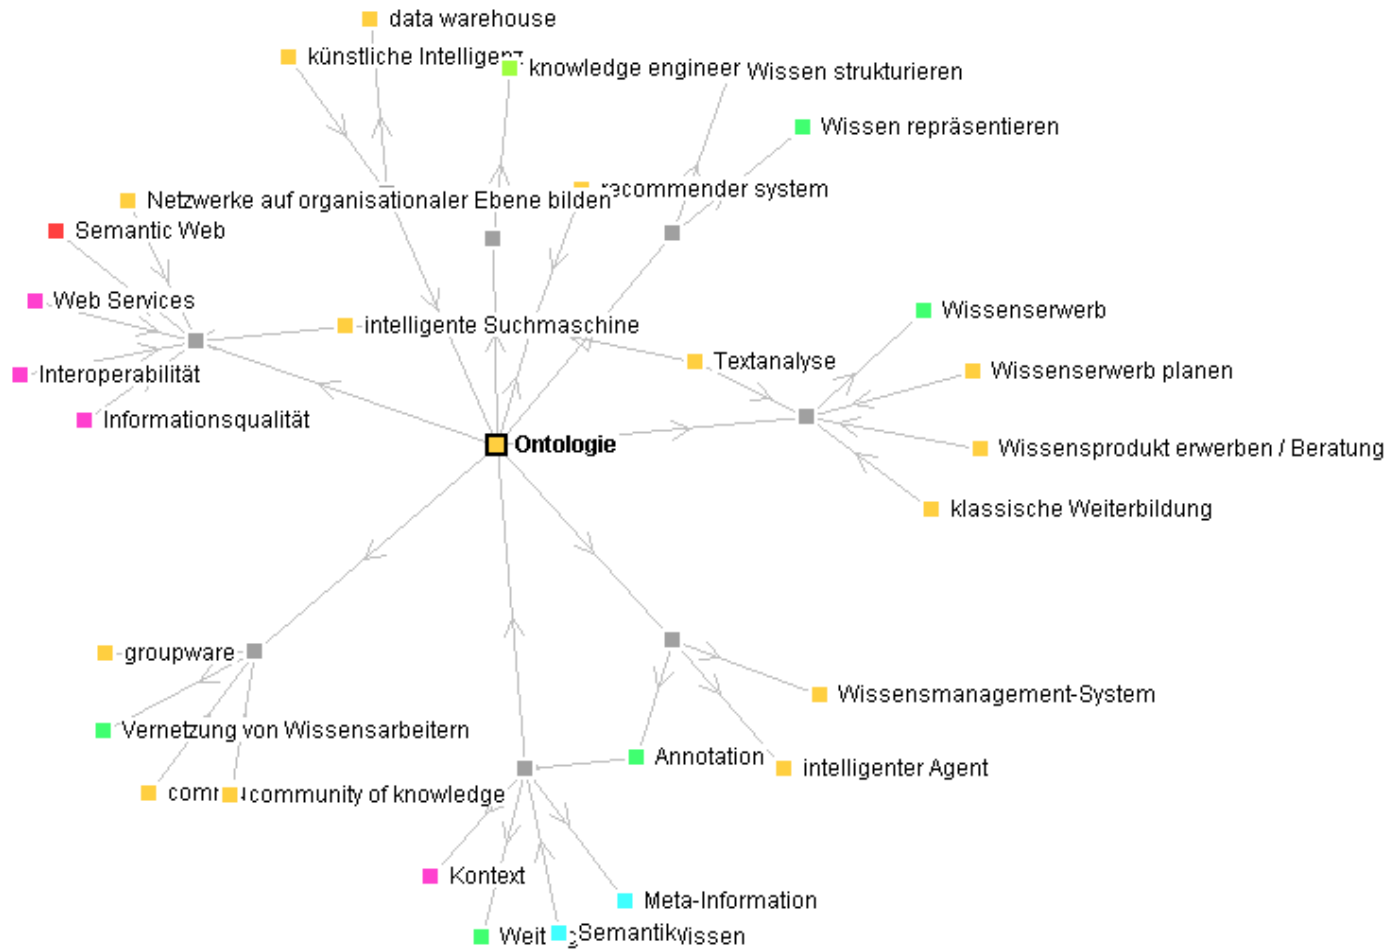 data warehouse
künstliche Intelligenz
knowledge engineer
Wissen strukturieren
Wissen repräsentieren
recommender system
Netzwerke auf organisationaler Ebene bilden
Semantic Web
Web Services
Wissenserwerb
intelligente Suchmaschine
Textanalyse
Wissenserwerb planen
Interoperabilität
Informationsqualität
Ontologie
Wissensprodukt erwerben / Beratung
klassische Weiterbildung
groupware
Wissensmanagement-System
Vernetzung von Wissensarbeitern
Annotation
intelligenter Agent
community of knowledge
Kontext
Meta-Information
Semantik